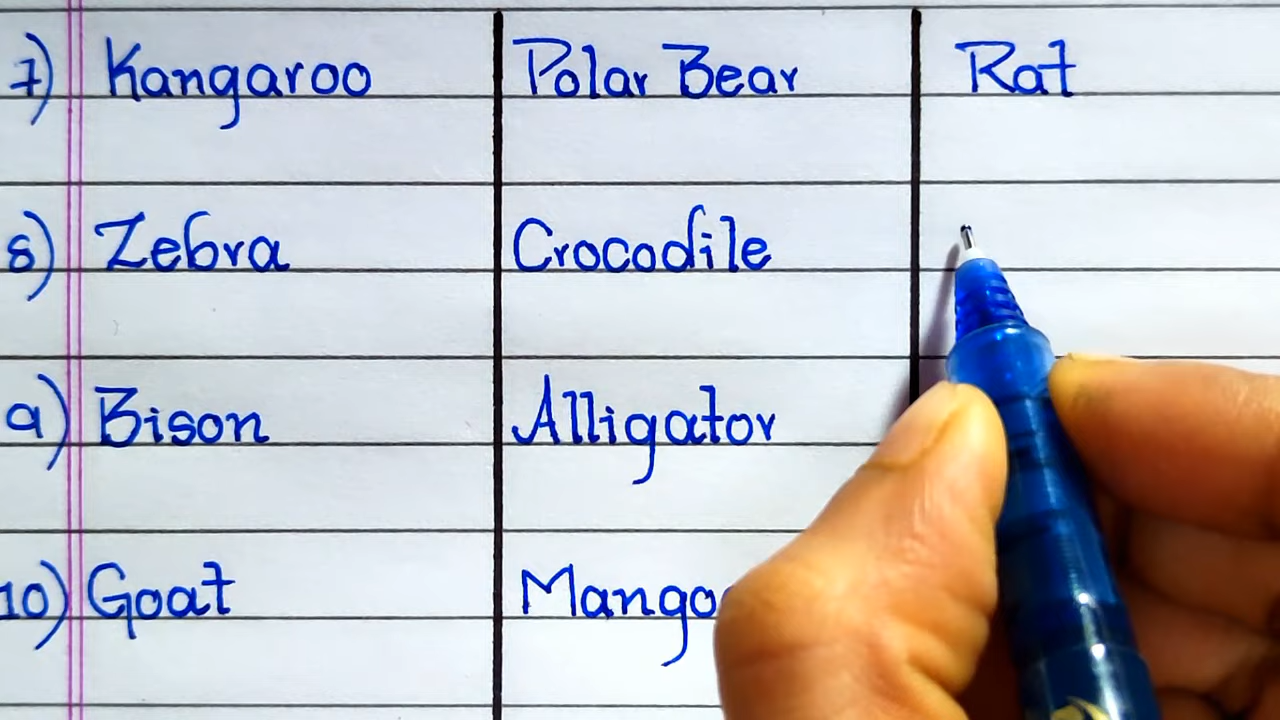 7) Kangaroo Polar Bear Rat
8) Zebra Crocodile
9) Bison Alligator
10) Goat